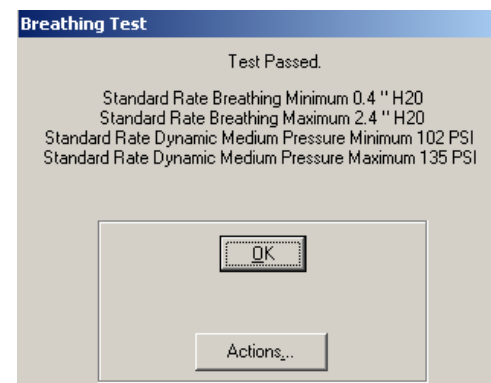 Breathing Test
Test Passed.
Standard Rate Breathing Minimum 0.4 " H20
Standard Rate Breathing Maximum 2.4 " H20
Standard Rate Dynamic Medium Pressure Minimum 102 PSI
Standard Rate Dynamic Medium Pressure Maximum 135 PSI
OK
Actions...